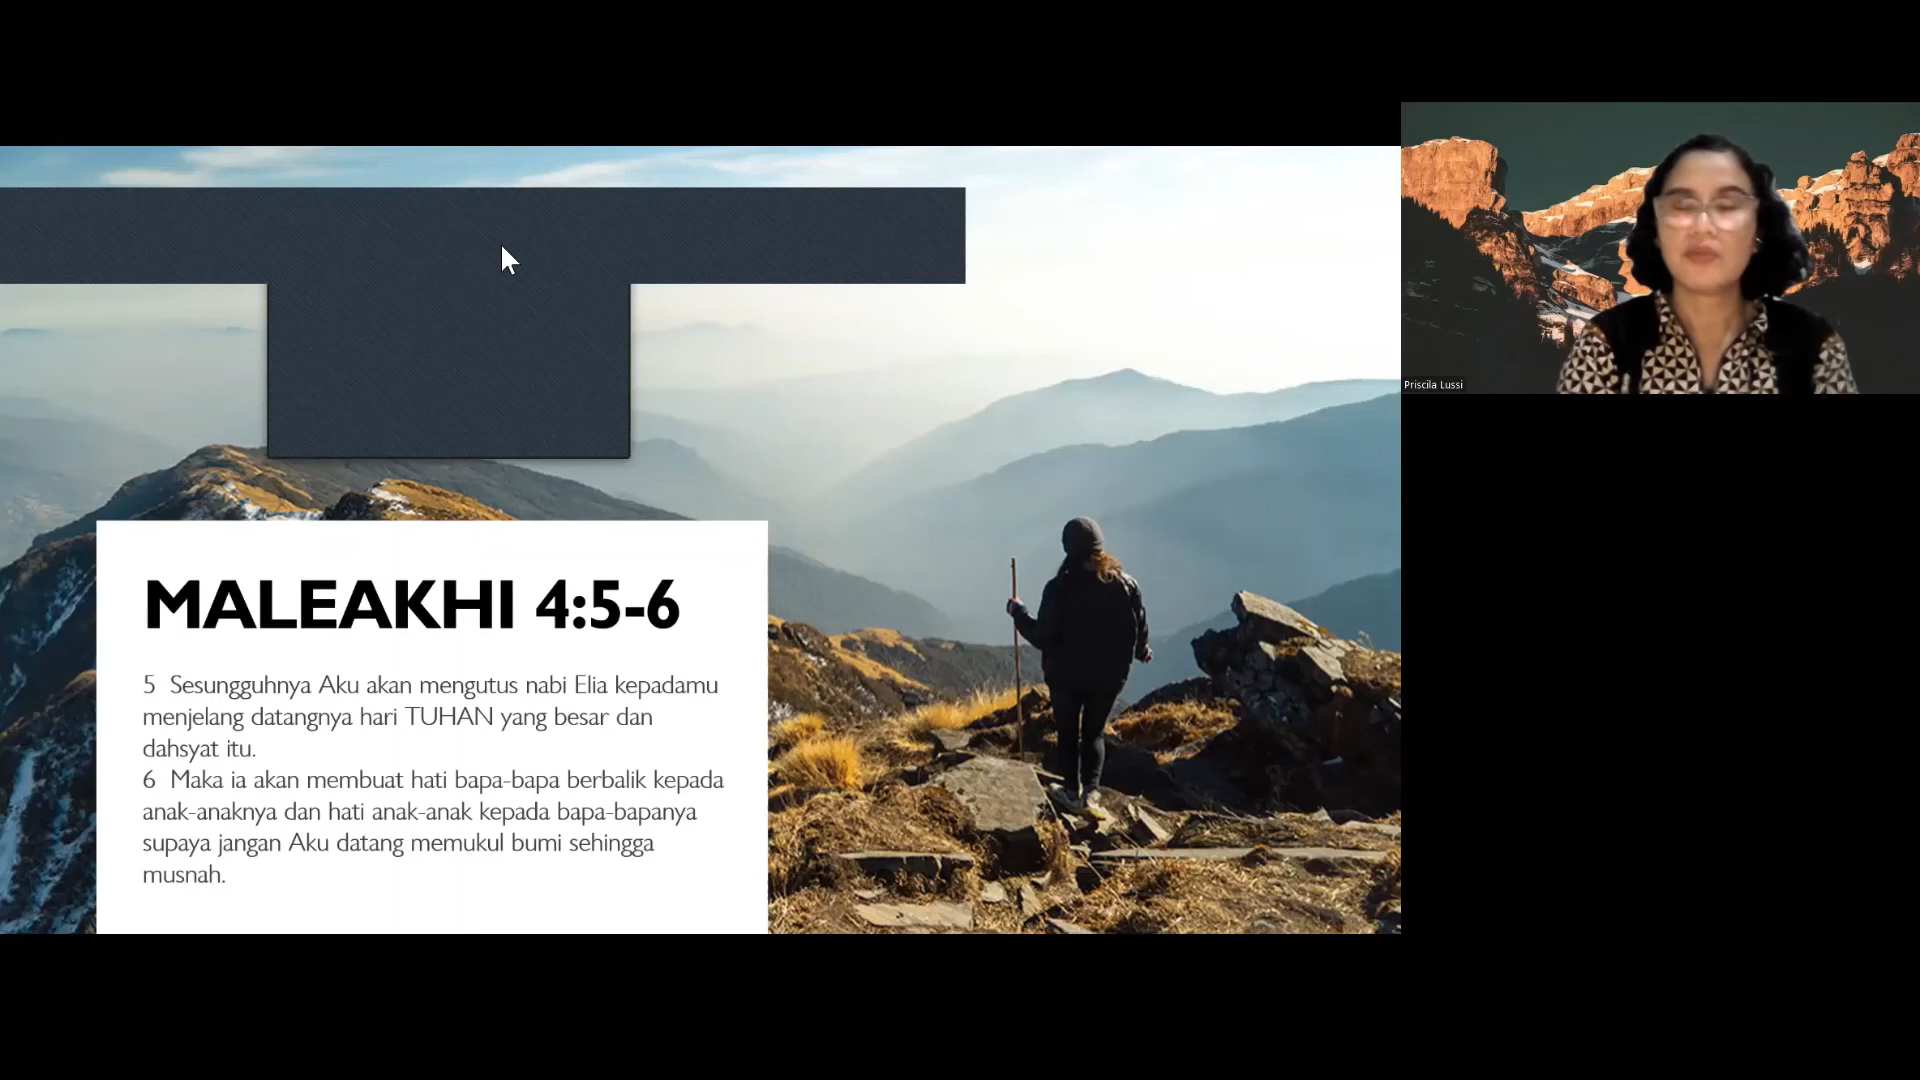 MALEAKHI 4:5-6
5 Sesungguhnya Aku akan mengutus nabi Elia kepadamu
menjelang datangnya hari TUHAN yang besar dan
dahsyat itu.
6 Maka ia akan membuat hati bapa-bapa berbalik kepada
anak-anaknya dan hati anak-anak kepada bapa-bapanya
supaya jangan Aku datang memukul bumi sehingga
musnah.
Priscila Lussi